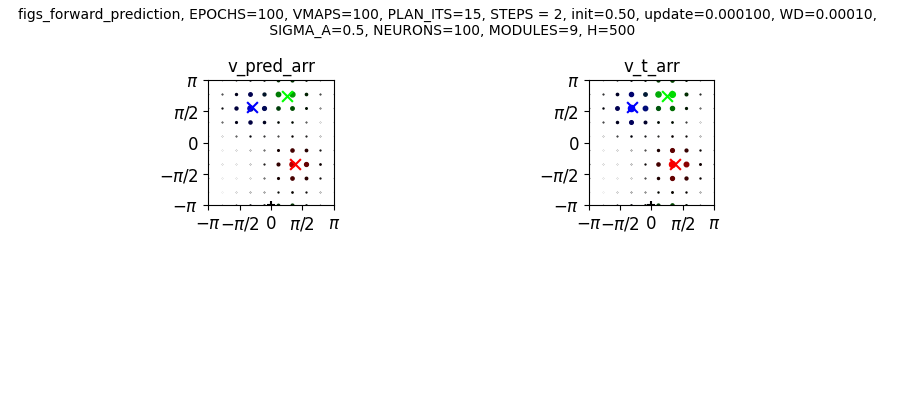 figs_forward_prediction, EPOCHS=100, VMAPS=100, PLAN_ITS=15, STEPS = 2, init=0.50, update=0.000100, WD=0.00010,
SIGMA_A=0.5, NEURONS=100, MODULES=9, H=500
v_pred_arr v_t_arr
π π
π/2 π/2
0 0
−π/2 −π/2
−π −π
−π −π/2 0 π/2 π −π −π/2 0 π/2 π